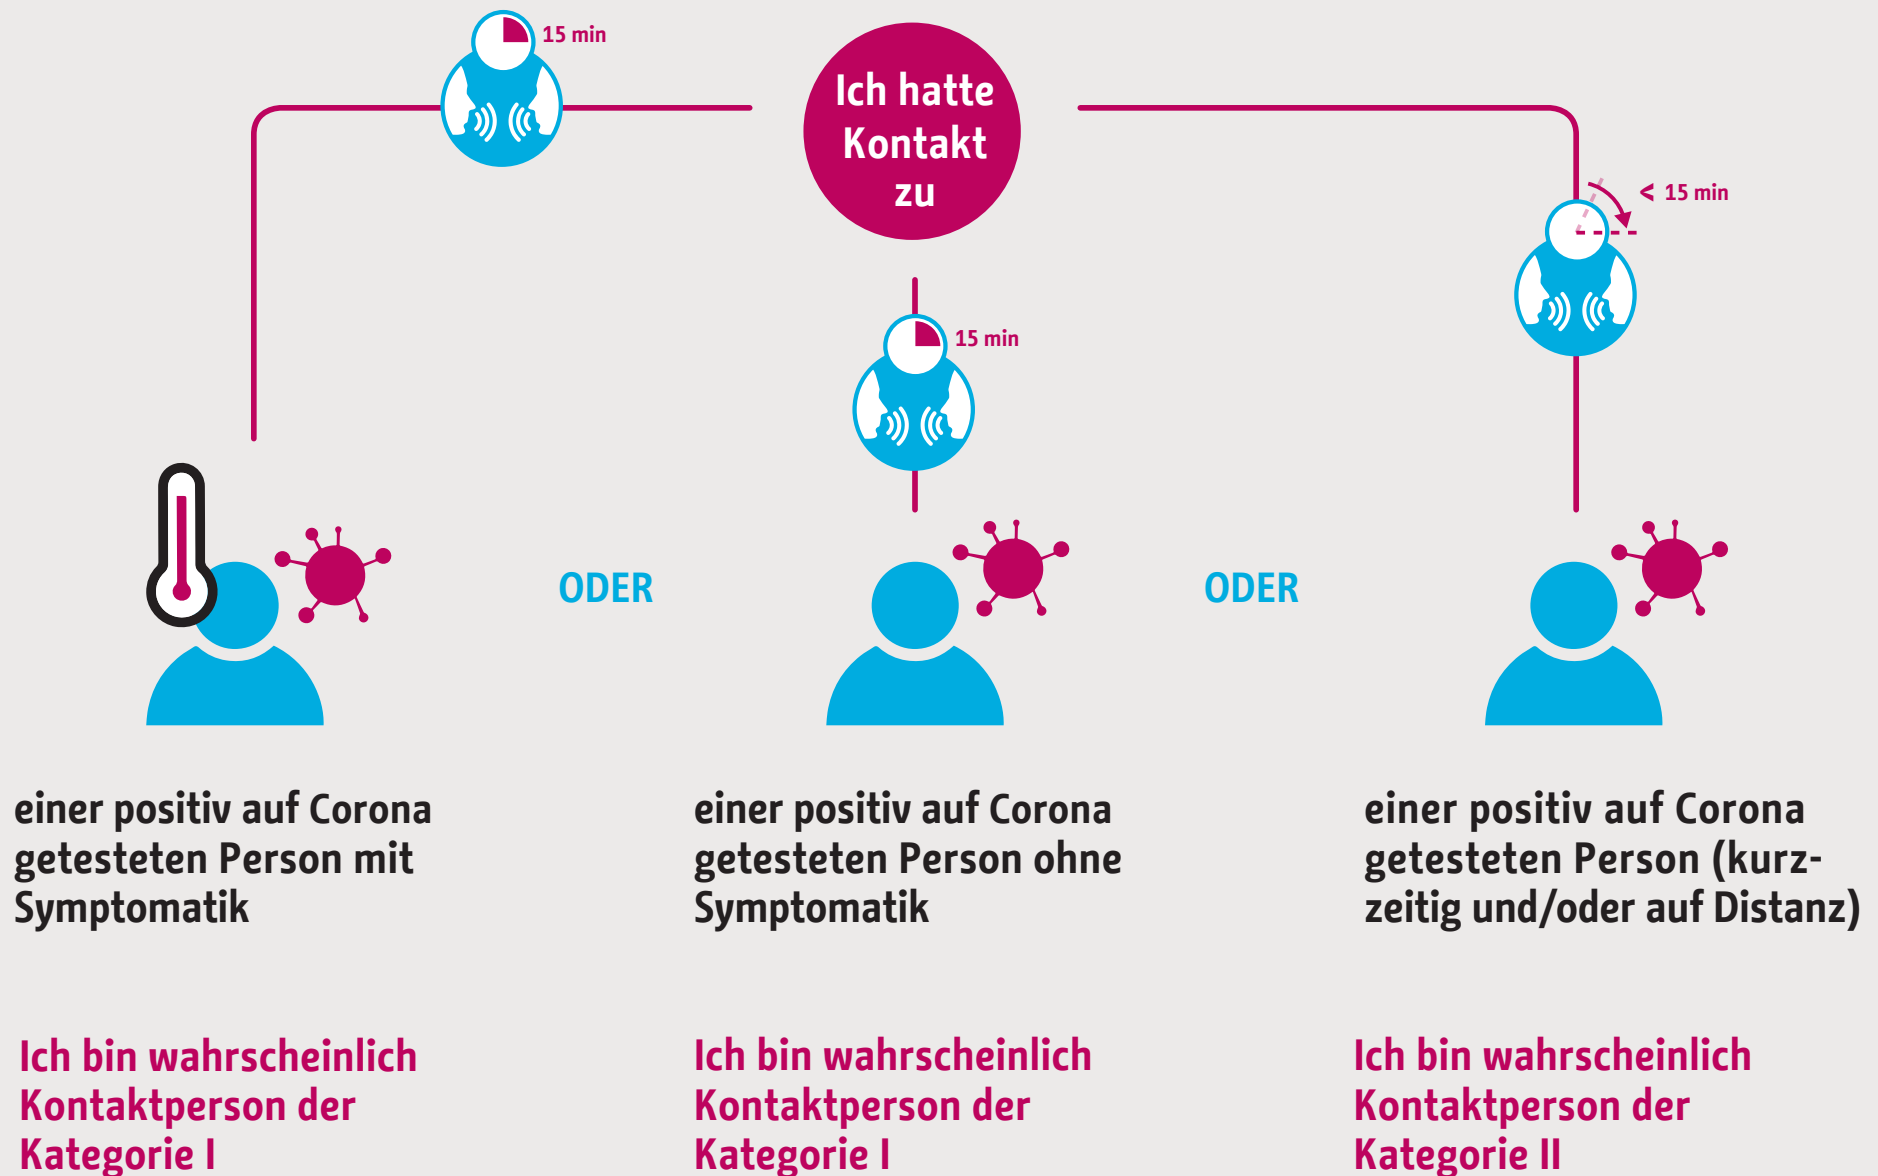 15 min
Ich hatte
Kontakt
zu
< 15 min
15 min
ODER
ODER
einer positiv auf Corona
getesteten Person mit
Symptomatik
einer positiv auf Corona
getesteten Person ohne
Symptomatik
einer positiv auf Corona
getesteten Person (kurz-
zeitig und/oder auf Distanz)
Ich bin wahrscheinlich
Kontaktperson der
Kategorie I
Ich bin wahrscheinlich
Kontaktperson der
Kategorie I
Ich bin wahrscheinlich
Kontaktperson der
Kategorie II